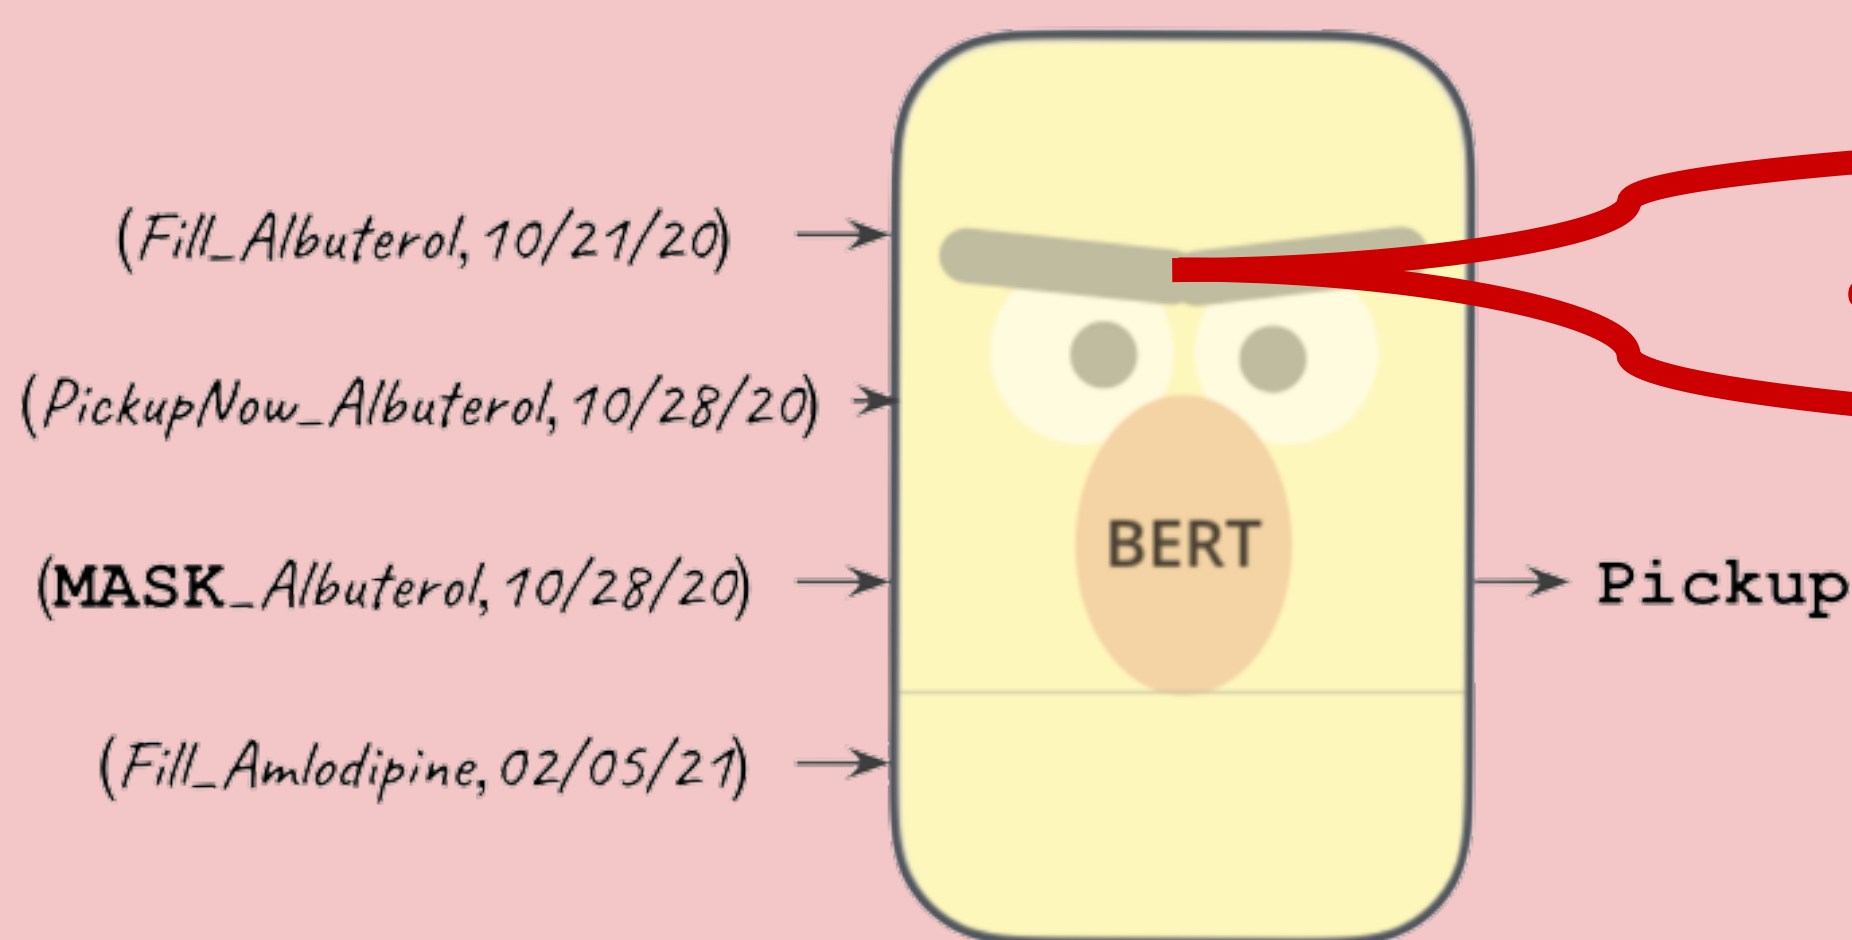 (Fill_Albuterol, 10/21/20)
(PickupNow_Albuterol, 10/28/20)
(MASK_Albuterol, 10/28/20)
(Fill_Amlodipine, 02/05/21)
BERT
Pickup